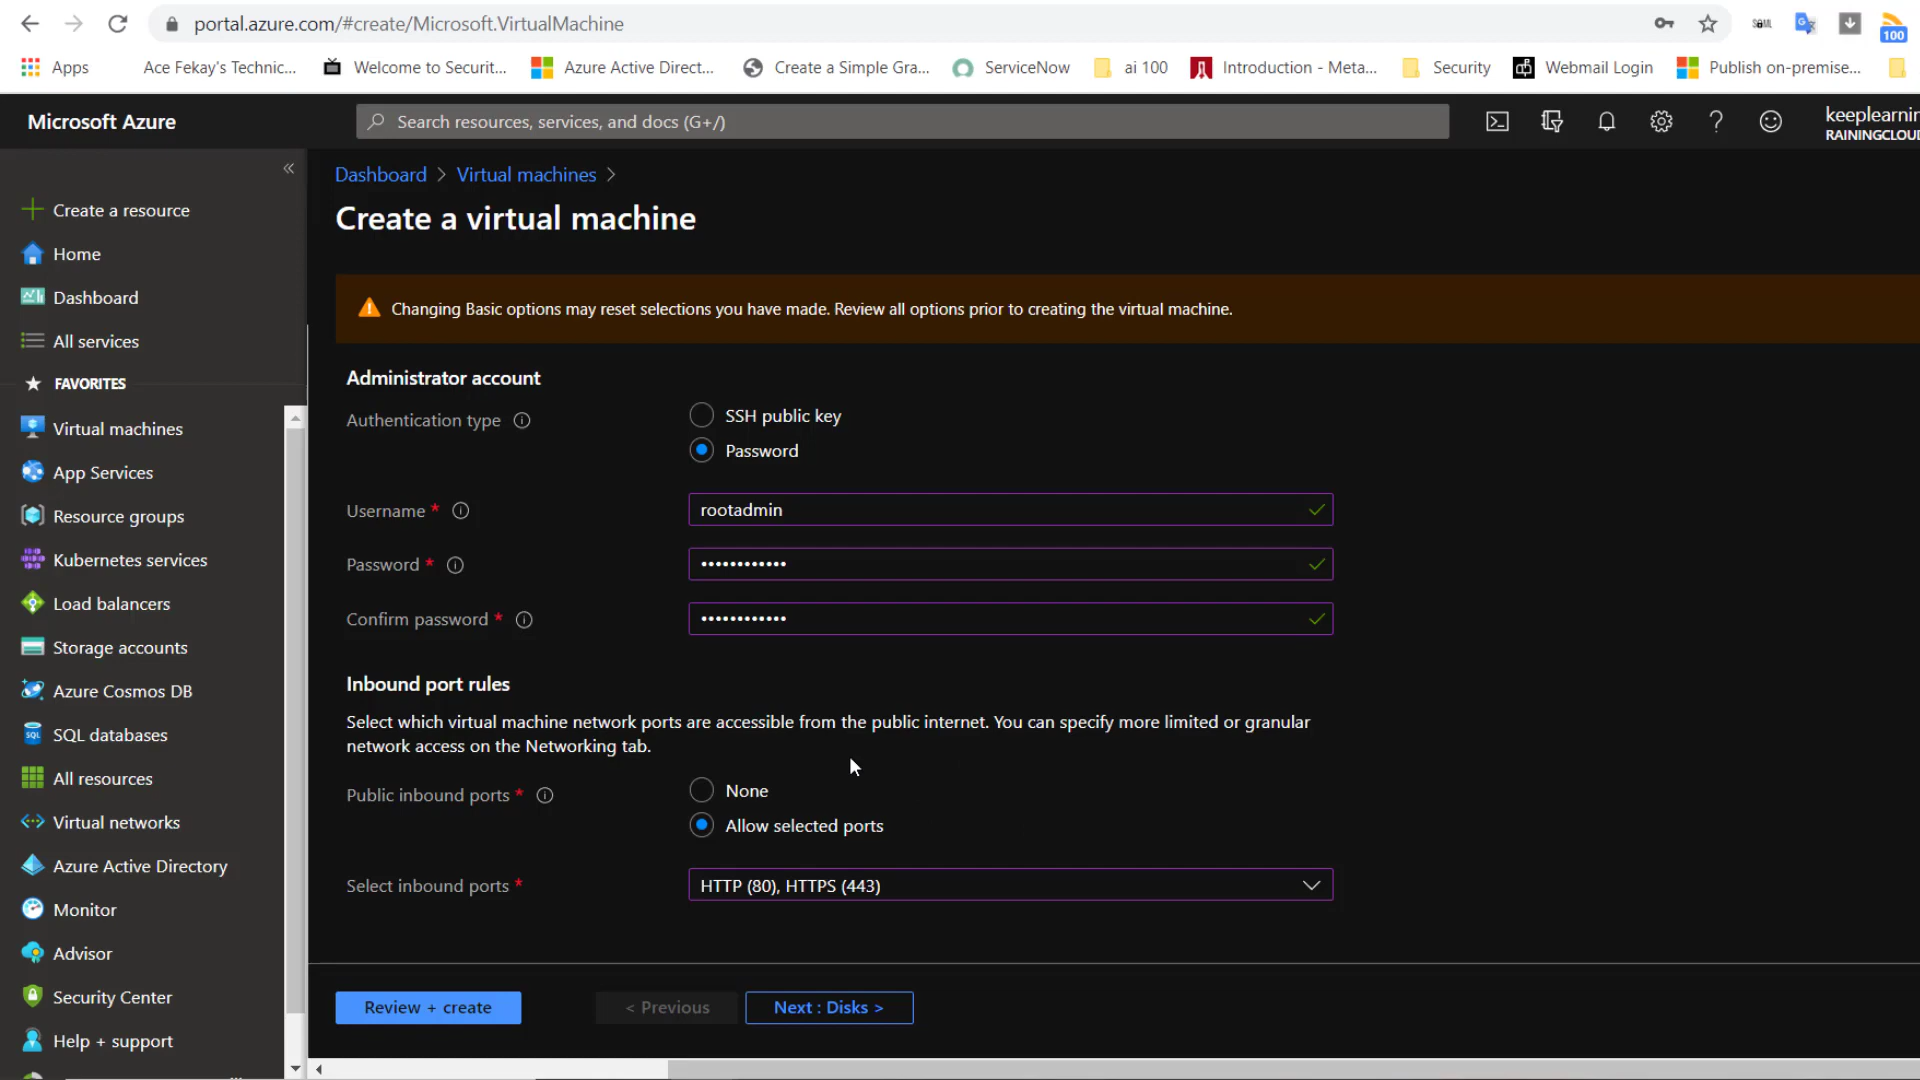 portal.azure.com/#create/Microsoft.VirtualMachine
100
Apps
Ace Fekay's Technic...
Welcome to Securit...
Azure Active Direct...
Create a Simple Gra...
ServiceNow
ai 100
Introduction - Meta...
Security
Webmail Login
Publish on-premise...
Microsoft Azure
Search resources, services, and docs (G+/)
keeplearnin
RAININGCLOUD
Dashboard > Virtual machines >
Create a virtual machine
Create a resource
Home
Dashboard
All services
FAVORITES
Virtual machines
App Services
Resource groups
Kubernetes services
Load balancers
Storage accounts
Azure Cosmos DB
SQL databases
All resources
Virtual networks
Azure Active Directory
Monitor
Advisor
Security Center
Help + support
Changing Basic options may reset selections you have made. Review all options prior to creating the virtual machine.
Administrator account
Authentication type
SSH public key
Password
Username *
rootadmin
Password *
••••••••••••
Confirm password *
••••••••••••
Inbound port rules
Select which virtual machine network ports are accessible from the public internet. You can specify more limited or granular
network access on the Networking tab.
Public inbound ports *
None
Allow selected ports
Select inbound ports *
HTTP (80), HTTPS (443)
Review + create
< Previous
Next : Disks >